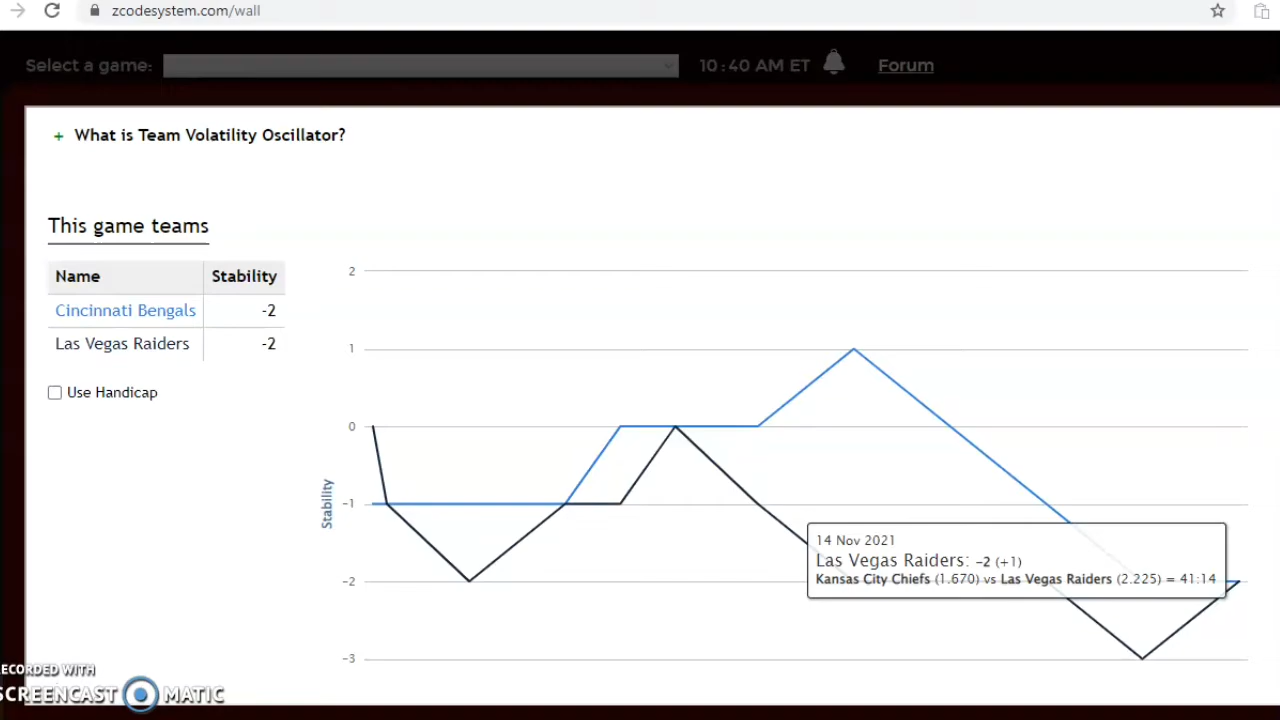 zcodesystem.com/wall
Select a game:
10:40 AM ET
Forum
+ What is Team Volatility Oscillator?
This game teams
Name Stability
Cincinnati Bengals -2
Las Vegas Raiders -2
Use Handicap
2
1
0
-1
-2
-3
Stability
14 Nov 2021
Las Vegas Raiders: -2 (+1)
Kansas City Chiefs (1.670) vs Las Vegas Raiders (2.225) = 41:14
RECORDED WITH
SCREENCAST MATIC